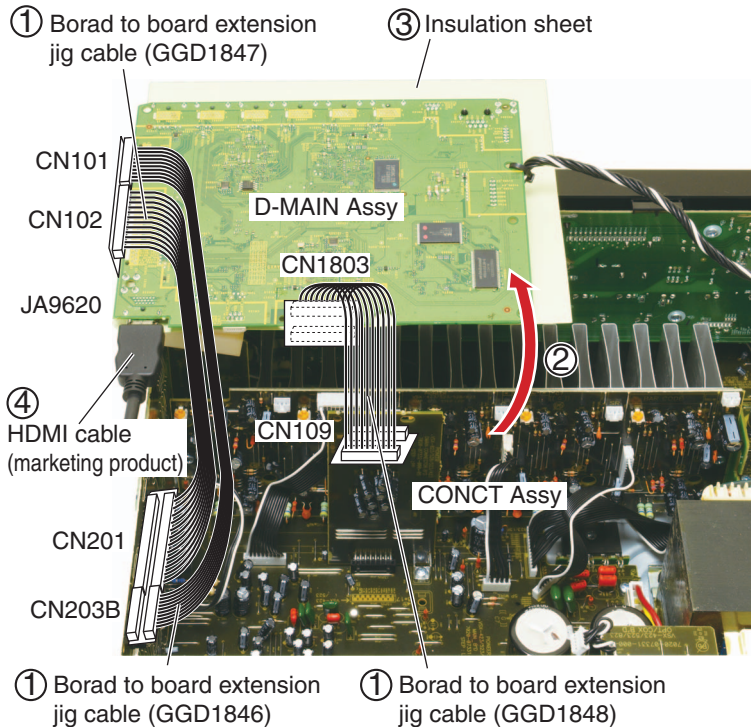 ① Borad to board extension
jig cable (GGD1847)
③ Insulation sheet
CN101
CN102
D-MAIN Assy
CN1803
JA9620
②
④
HDMI cable
(marketing product)
CN109
CONCT Assy
CN201
CN203B
① Borad to board extension
jig cable (GGD1846)
① Borad to board extension
jig cable (GGD1848)